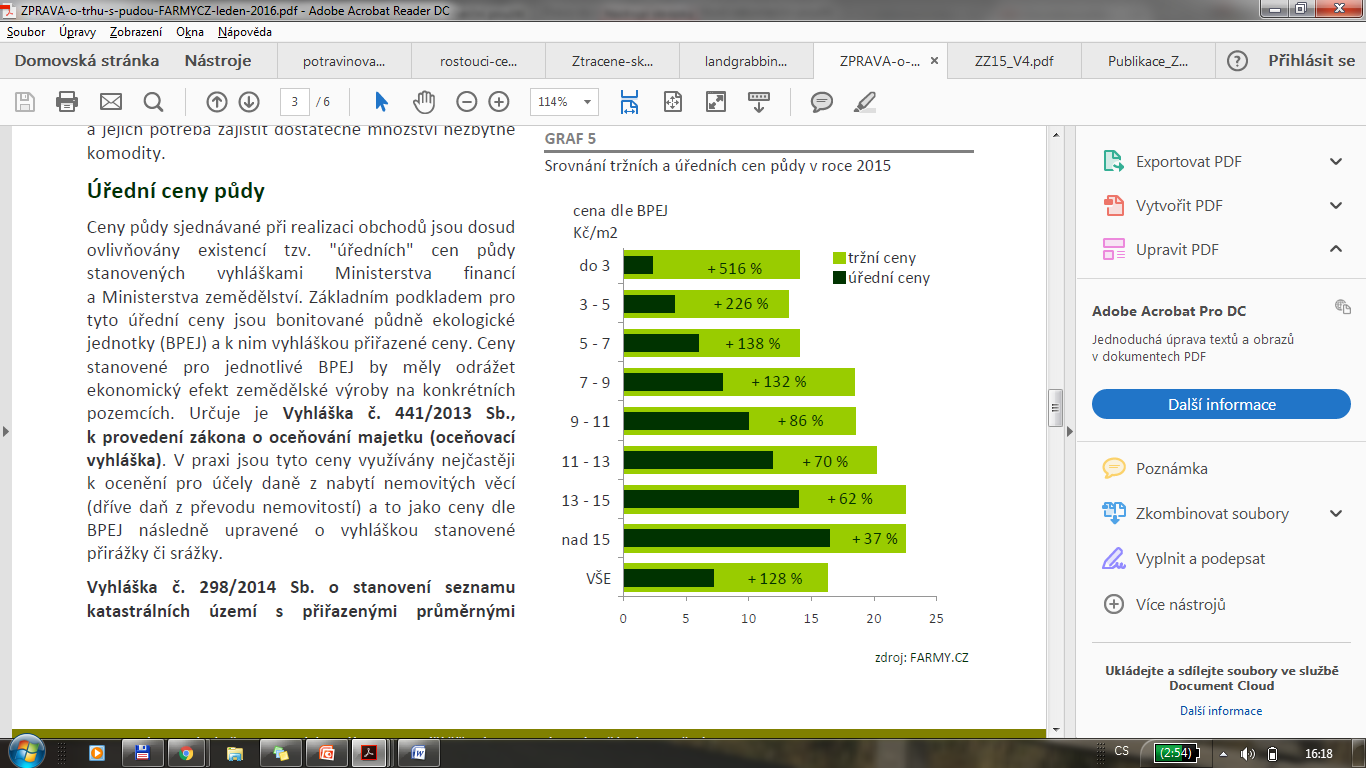 ZPRAVA-o-trhu-s-pudou-FARMYCZ-leden-2016.pdf - Adobe Acrobat Reader DC
Soubor Úpravy Zobrazení Okna Nápověda
Domovská stránka Nástroje potravinova... rostouci-ce... Ztracene-sk... landgrabbin... ZPRAVA-o-... × ZZ15_V4.pdf Publikace_Z... ? Přihlásit se
3 / 6 114%
a jejich potřeba zajistit dostatečné množství nezbytné
komodity.
Úřední ceny půdy
Ceny půdy sjednávané při realizaci obchodů jsou dosud
ovlivňovány existencí tzv. "úředních" cen půdy
stanovených vyhláškami Ministerstva financí
a Ministerstva zemědělství. Základním podkladem pro
tyto úřední ceny jsou bonitované půdně ekologické
jednotky (BPEJ) a k nim vyhláškou přiřazené ceny. Ceny
stanovené pro jednotlivé BPEJ by měly odrážet
ekonomický efekt zemědělské výroby na konkrétních
pozemcích. Určuje je Vyhláška č. 441/2013 Sb.,
k provedení zákona o oceňování majetku (oceňovací
vyhláška). V praxi jsou tyto ceny využívány nejčastěji
k ocenění pro účely daně z nabytí nemovitých věcí
(dříve daň z převodu nemovitostí) a to jako ceny dle
BPEJ následně upravené o vyhláškou stanovené
přirážky či srážky.
Vyhláška č. 298/2014 Sb. o stanovení seznamu
katastrálních území s přiřazenými průměrnými
GRAF 5
Srovnání tržních a úředních cen půdy v roce 2015
cena dle BPEJ
Kč/m2
tržní ceny
úřední ceny
do 3 + 516 %
3 - 5 + 226 %
5 - 7 + 138 %
7 - 9 + 132 %
9 - 11 + 86 %
11 - 13 + 70 %
13 - 15 + 62 %
nad 15 + 37 %
VŠE + 128 %
0 5 10 15 20 25
zdroj: FARMY.CZ
Exportovat PDF
Vytvořit PDF
Upravit PDF
Adobe Acrobat Pro DC
Jednoduchá úprava textů a obrazů
v dokumentech PDF
Další informace
Poznámka
Zkombinovat soubory
Vyplnit a podepsat
Více nástrojů
Ukládejte a sdílejte soubory ve službě
Document Cloud
Další informace
CS (2:54) 16:18